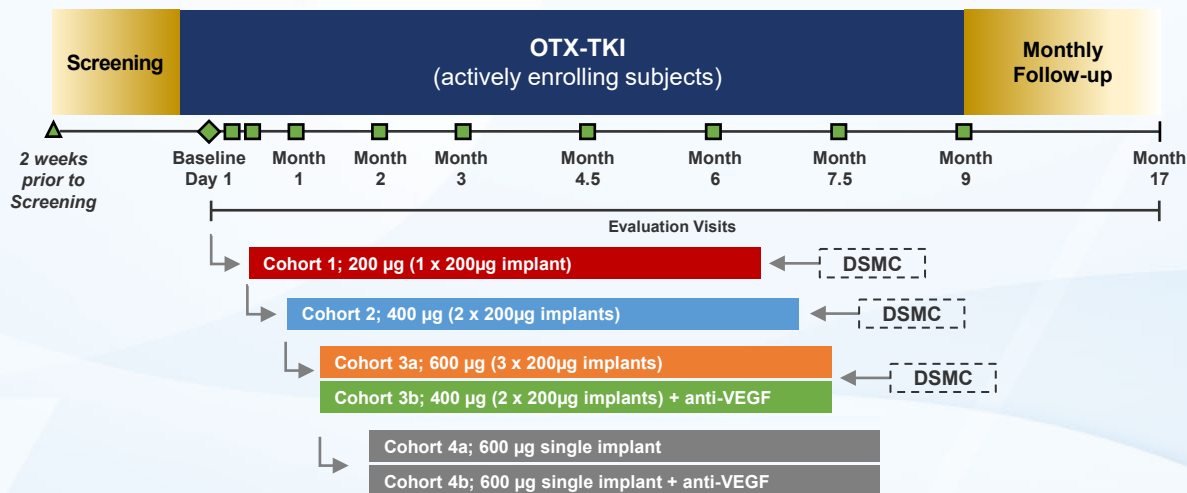 Screening
OTX-TKI
(actively enrolling subjects)
Monthly
Follow-up
2 weeks
prior to
Screening
Baseline
Day 1
Month
1
Month
2
Month
3
Month
4.5
Month
6
Month
7.5
Month
9
Month
17
Evaluation Visits
Cohort 1; 200 µg (1 x 200µg implant)
DSMC
Cohort 2; 400 µg (2 x 200µg implants)
DSMC
Cohort 3a; 600 µg (3 x 200µg implants)
DSMC
Cohort 3b; 400 µg (2 x 200µg implants) + anti-VEGF
Cohort 4a; 600 µg single implant
Cohort 4b; 600 µg single implant + anti-VEGF